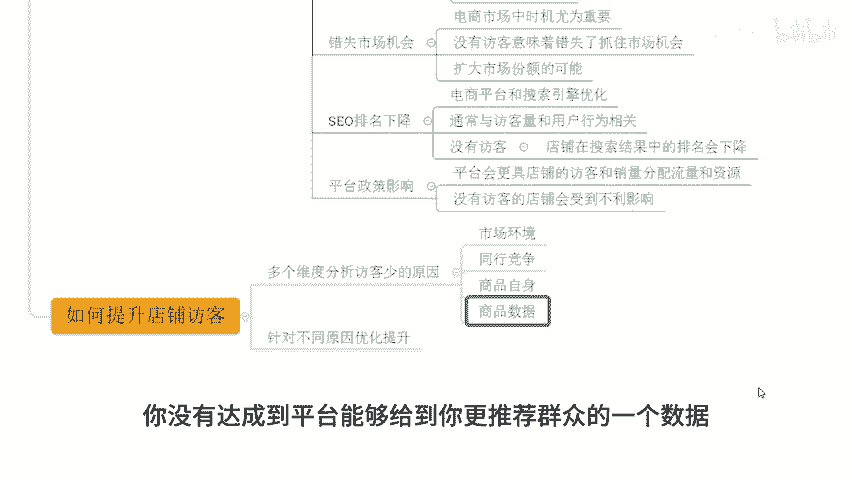 电商市场中时机尤为重要
错失市场机会
没有访客意味着错失了抓住市场机会
扩大市场份额的可能
电商平台和搜索引擎优化
SEO排名下降
通常与访客量和用户行为相关
没有访客
店铺在搜索结果中的排名会下降
平台会更具店铺的访客和销量分配流量和资源
平台政策影响
没有访客的店铺会受到不利影响
市场环境
多个维度分析访客少的原因
同行竞争
商品自身
商品数据
如何提升店铺访客
针对不同原因优化提升
你没有达成到平台能够给到你更推荐群众的一个数据